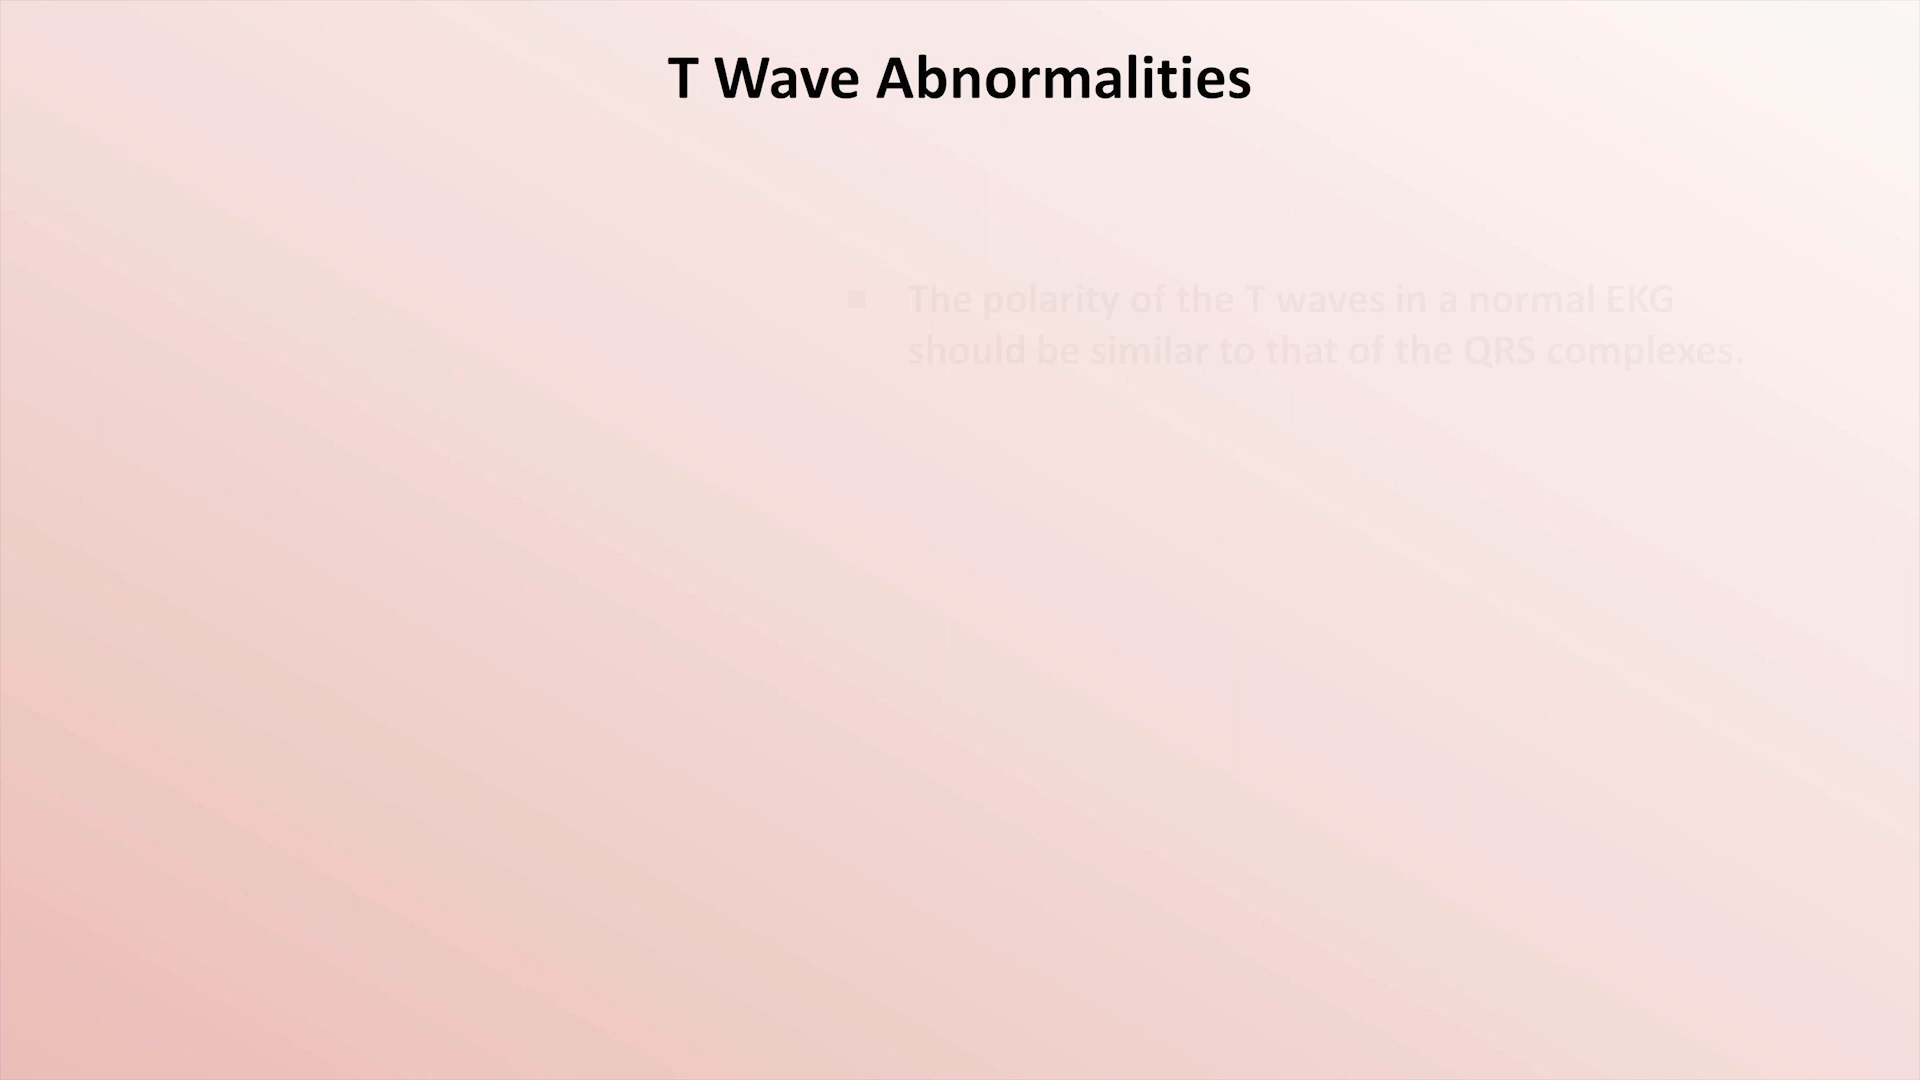 T Wave Abnormalities
▪ The polarity of the T waves in a normal EKG
should be similar to that of the QRS complexes.